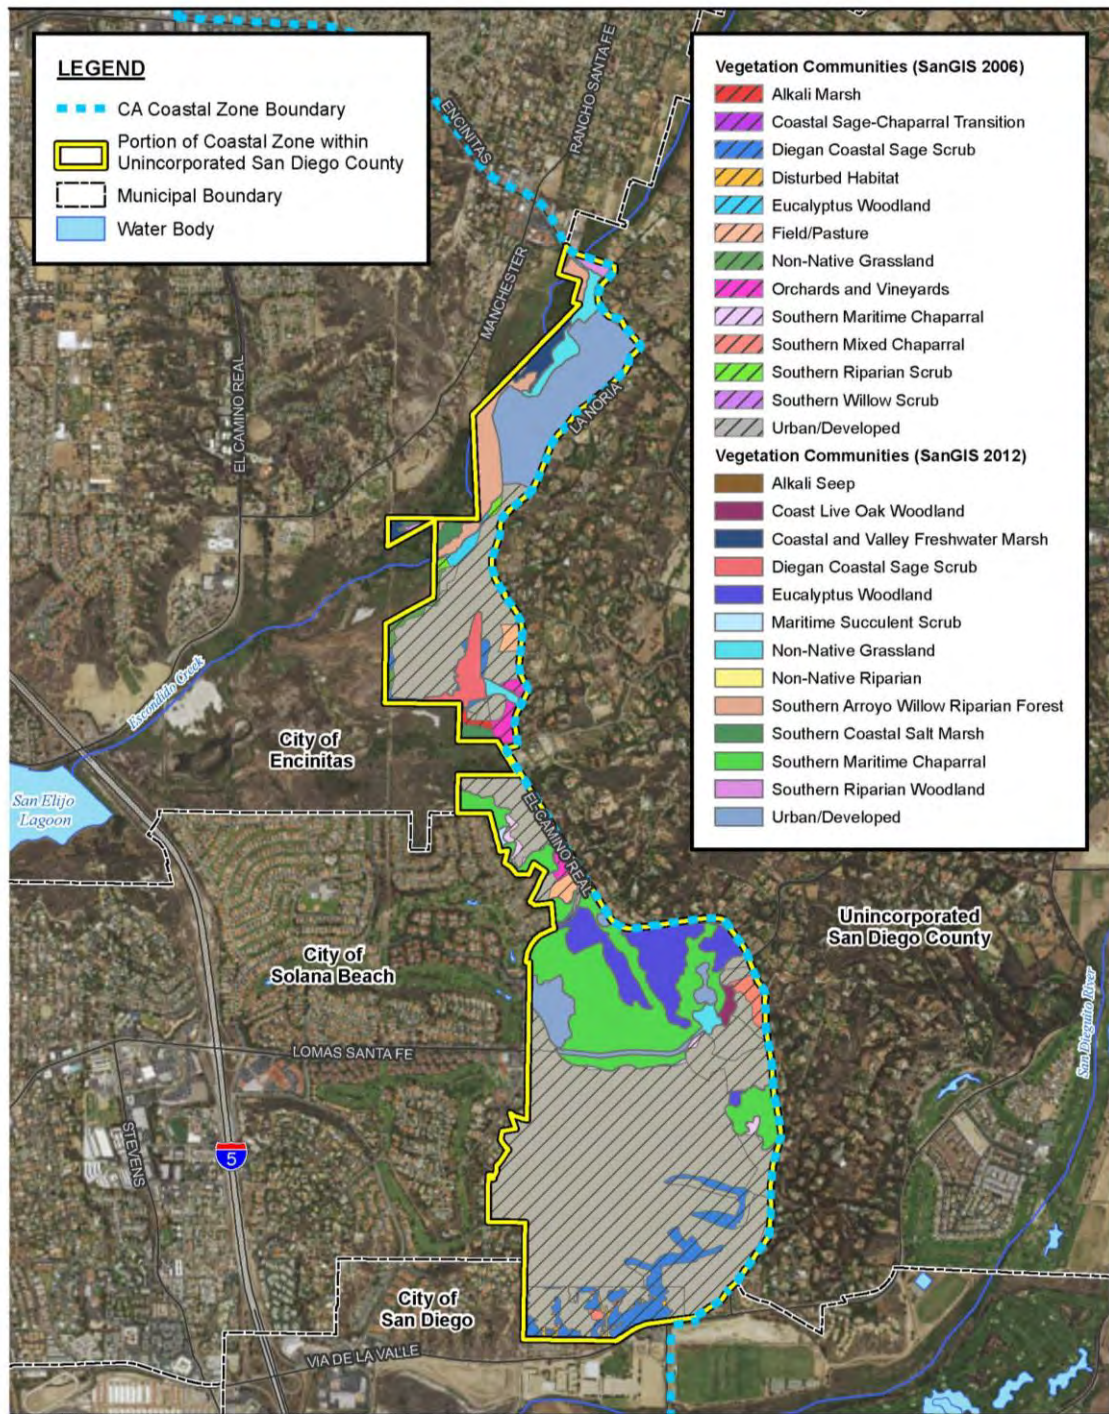 LEGEND
CA Coastal Zone Boundary
Portion of Coastal Zone within
Unincorporated San Diego County
Municipal Boundary
Water Body
Vegetation Communities (SanGIS 2006)
Alkali Marsh
Coastal Sage-Chaparral Transition
Diegan Coastal Sage Scrub
Disturbed Habitat
Eucalyptus Woodland
Field/Pasture
Non-Native Grassland
Orchards and Vineyards
Southern Maritime Chaparral
Southern Mixed Chaparral
Southern Riparian Scrub
Southern Willow Scrub
Urban/Developed
Vegetation Communities (SanGIS 2012)
Alkali Seep
Coast Live Oak Woodland
Coastal and Valley Freshwater Marsh
Diegan Coastal Sage Scrub
Eucalyptus Woodland
Maritime Succulent Scrub
Non-Native Grassland
Non-Native Riparian
Southern Arroyo Willow Riparian Forest
Southern Coastal Salt Marsh
Southern Maritime Chaparral
Southern Riparian Woodland
Urban/Developed
RANCHO SANTA FE
ENCINITAS
MANCHESTER
EL CAMINO REAL
LA NORIA
Escondido Creek
City of
Encinitas
San Elijo
Lagoon
EL CAMINO REAL
Unincorporated
San Diego County
City of
Solana Beach
San Dieguito River
LOMAS SANTA FE
STEVENS
5
City of
San Diego
VIA DE LA VALLE